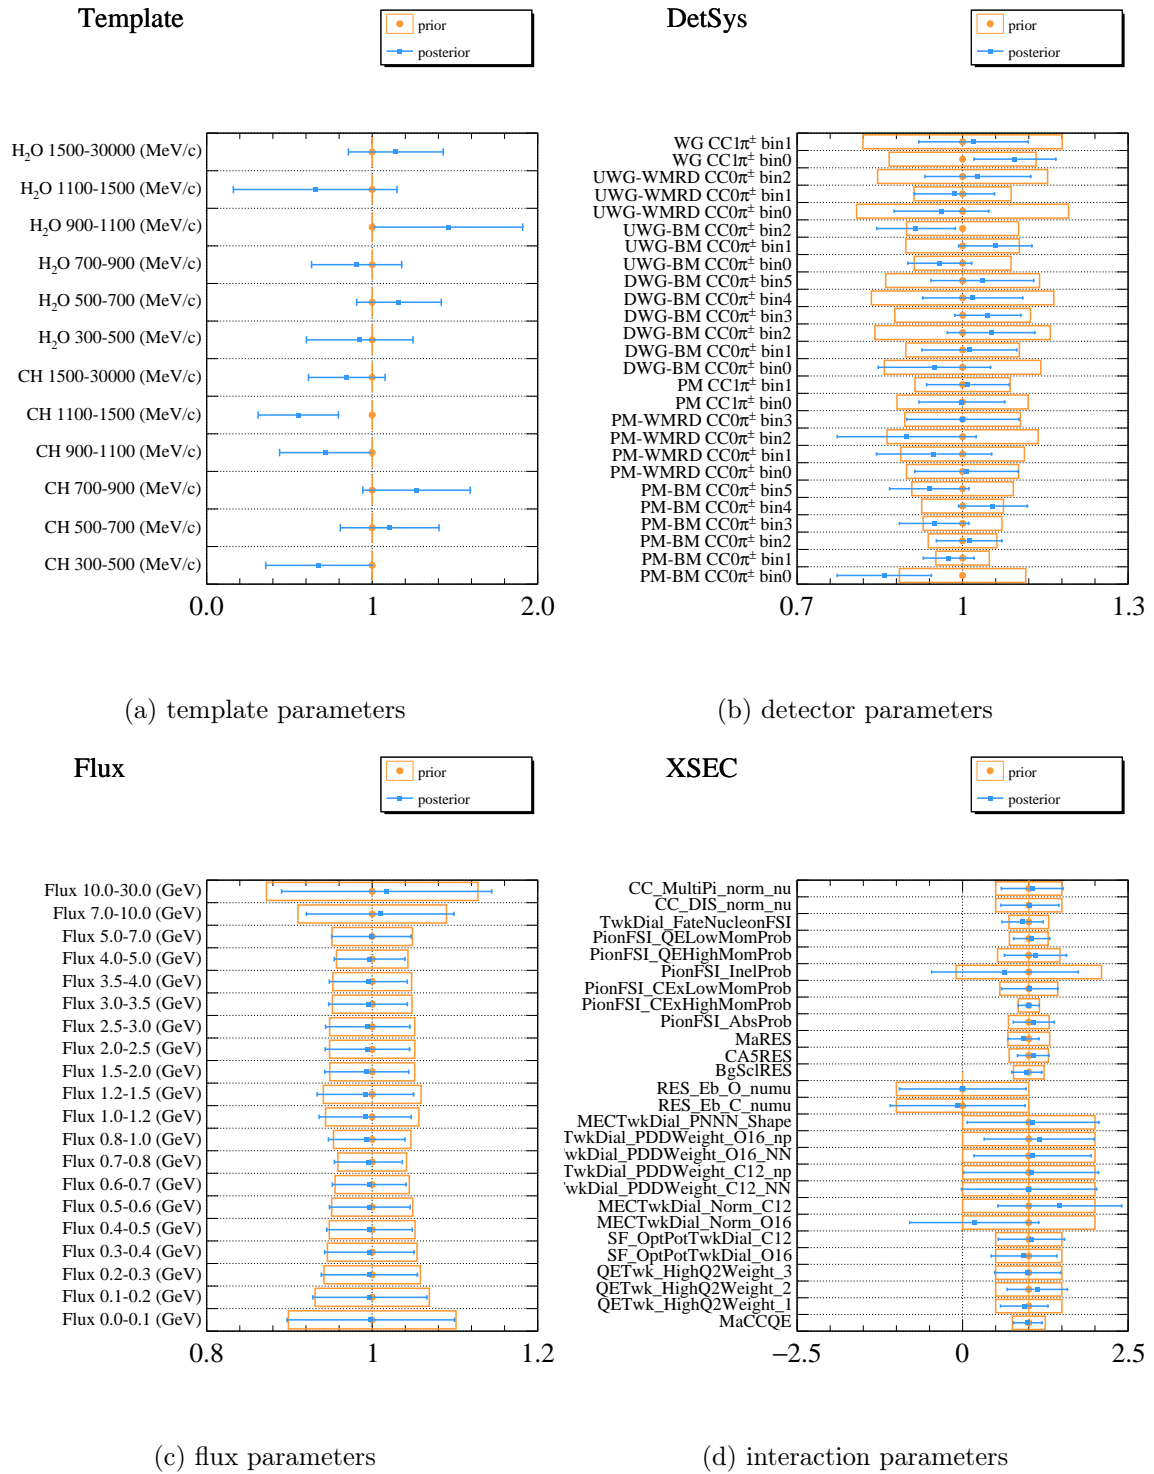 Template
prior
posterior
H₂O 1500-30000 (MeV/c)
H₂O 1100-1500 (MeV/c)
H₂O 900-1100 (MeV/c)
H₂O 700-900 (MeV/c)
H₂O 500-700 (MeV/c)
H₂O 300-500 (MeV/c)
CH 1500-30000 (MeV/c)
CH 1100-1500 (MeV/c)
CH 900-1100 (MeV/c)
CH 700-900 (MeV/c)
CH 500-700 (MeV/c)
CH 300-500 (MeV/c)
0.0 1 2.0
(a) template parameters
DetSys
prior
posterior
WG CC1π± bin1
WG CC1π± bin0
UWG-WMRD CC0π± bin2
UWG-WMRD CC0π± bin1
UWG-WMRD CC0π± bin0
UWG-BM CC0π± bin2
UWG-BM CC0π± bin1
UWG-BM CC0π± bin0
DWG-BM CC0π± bin5
DWG-BM CC0π± bin4
DWG-BM CC0π± bin3
DWG-BM CC0π± bin2
DWG-BM CC0π± bin1
DWG-BM CC0π± bin0
PM CC1π± bin1
PM CC1π± bin0
PM-WMRD CC0π± bin3
PM-WMRD CC0π± bin2
PM-WMRD CC0π± bin1
PM-WMRD CC0π± bin0
PM-BM CC0π± bin5
PM-BM CC0π± bin4
PM-BM CC0π± bin3
PM-BM CC0π± bin2
PM-BM CC0π± bin1
PM-BM CC0π± bin0
0.7 1 1.3
(b) detector parameters
Flux
prior
posterior
Flux 10.0-30.0 (GeV)
Flux 7.0-10.0 (GeV)
Flux 5.0-7.0 (GeV)
Flux 4.0-5.0 (GeV)
Flux 3.5-4.0 (GeV)
Flux 3.0-3.5 (GeV)
Flux 2.5-3.0 (GeV)
Flux 2.0-2.5 (GeV)
Flux 1.5-2.0 (GeV)
Flux 1.2-1.5 (GeV)
Flux 1.0-1.2 (GeV)
Flux 0.8-1.0 (GeV)
Flux 0.7-0.8 (GeV)
Flux 0.6-0.7 (GeV)
Flux 0.5-0.6 (GeV)
Flux 0.4-0.5 (GeV)
Flux 0.3-0.4 (GeV)
Flux 0.2-0.3 (GeV)
Flux 0.1-0.2 (GeV)
Flux 0.0-0.1 (GeV)
0.8 1 1.2
(c) flux parameters
XSEC
prior
posterior
CC_MultiPi_norm_nu
CC_DIS_norm_nu
TwkDial_FateNucleonFSI
PionFSI_QELowMomProb
PionFSI_QEHighMomProb
PionFSI_InelProb
PionFSI_CExLowMomProb
PionFSI_CExHighMomProb
PionFSI_AbsProb
MaRES
CA5RES
BgSclRES
RES_Eb_O_numu
RES_Eb_C_numu
MECTwkDial_PNNN_Shape
TwkDial_PDDWeight_O16_np
wkDial_PDDWeight_O16_NN
TwkDial_PDDWeight_C12_np
wkDial_PDDWeight_C12_NN
MECTwkDial_Norm_C12
MECTwkDial_Norm_O16
SF_OptPotTwkDial_C12
SF_OptPotTwkDial_O16
QETwk_HighQ2Weight_3
QETwk_HighQ2Weight_2
QETwk_HighQ2Weight_1
MaCCQE
−2.5 0 2.5
(d) interaction parameters